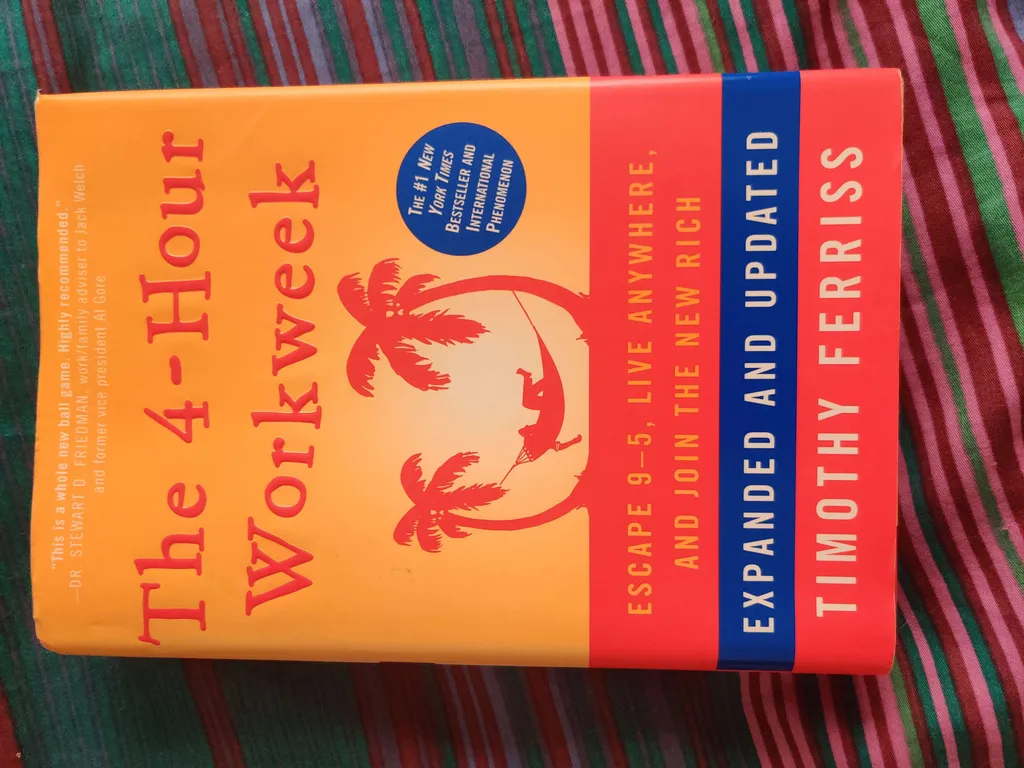 "This is a whole new ball game. Highly recommended."
—DR. STEWART D. FRIEDMAN, work/family adviser to Jack Welch
and former vice president Al Gore
The 4-Hour
Workweek
THE #1 NEW
YORK TIMES
BESTSELLER AND
INTERNATIONAL
PHENOMENON
ESCAPE 9–5, LIVE ANYWHERE,
AND JOIN THE NEW RICH
EXPANDED AND UPDATED
TIMOTHY FERRISS